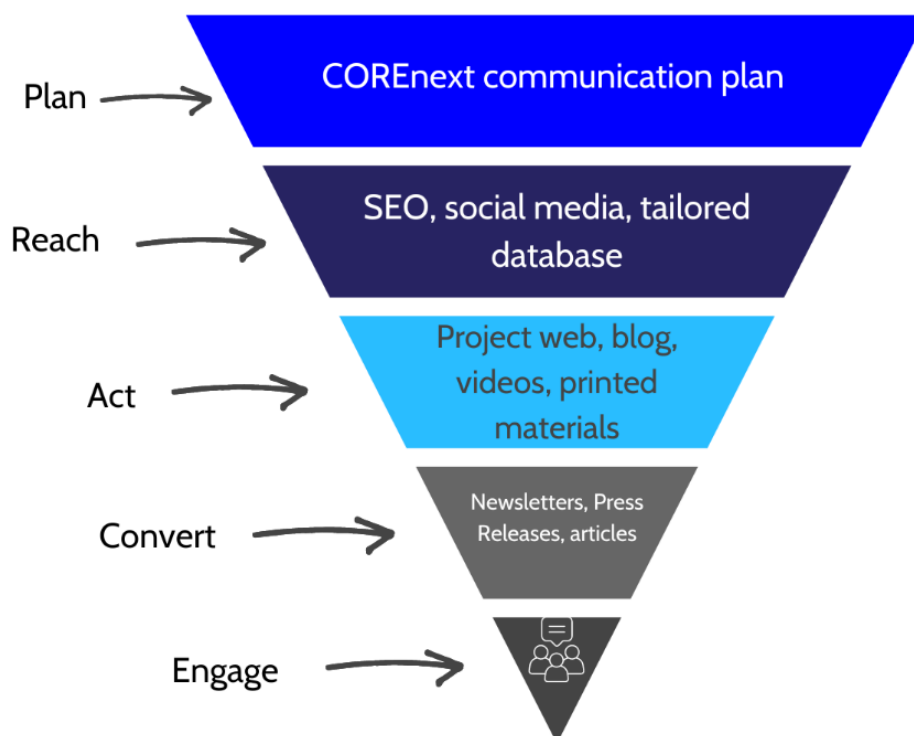 Plan
COREnext communication plan
Reach
SEO, social media, tailored
database
Act
Project web, blog,
videos, printed
materials
Convert
Newsletters, Press
Releases, articles
Engage